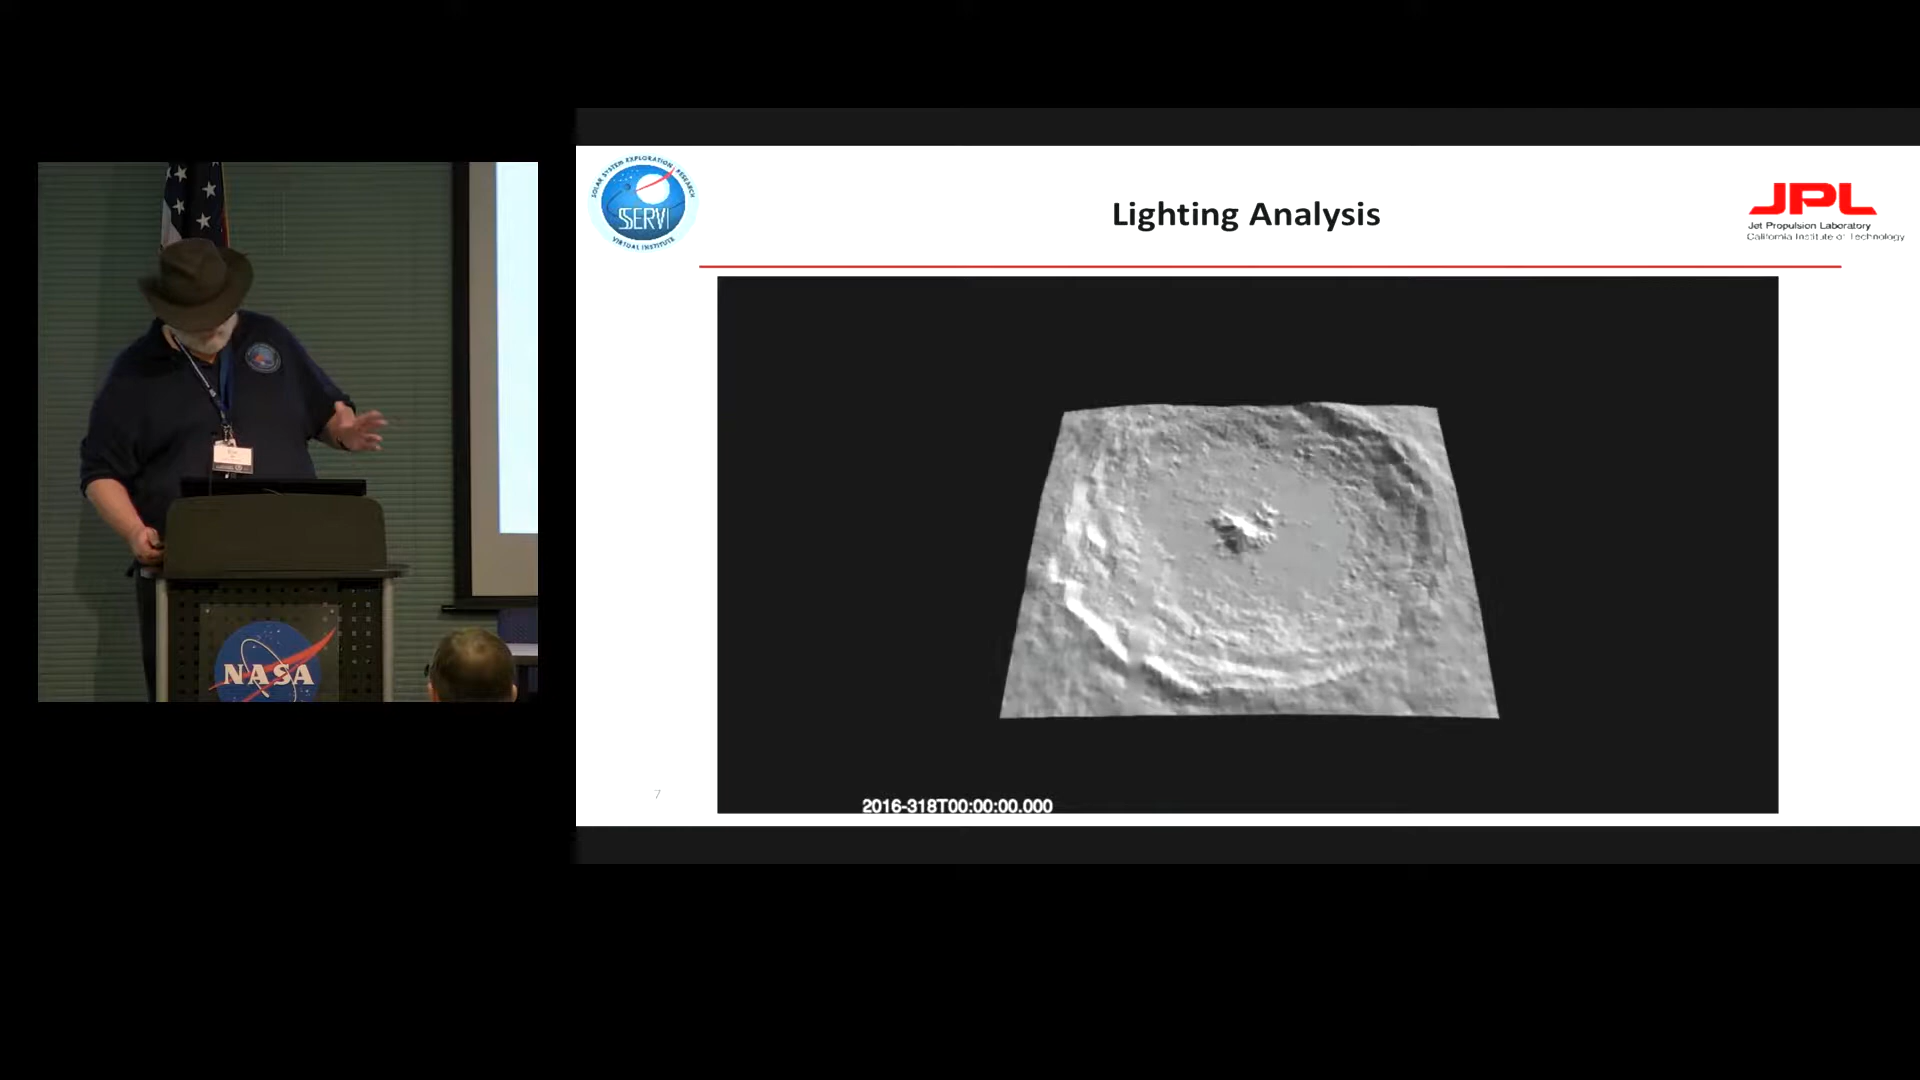 SOLAR SYSTEM EXPLORATION RESEARCH
SSERVI
VIRTUAL INSTITUTE
Lighting Analysis
JPL
Jet Propulsion Laboratory
California Institute of Technology
NASA
7
2016-318T00:00:00.000